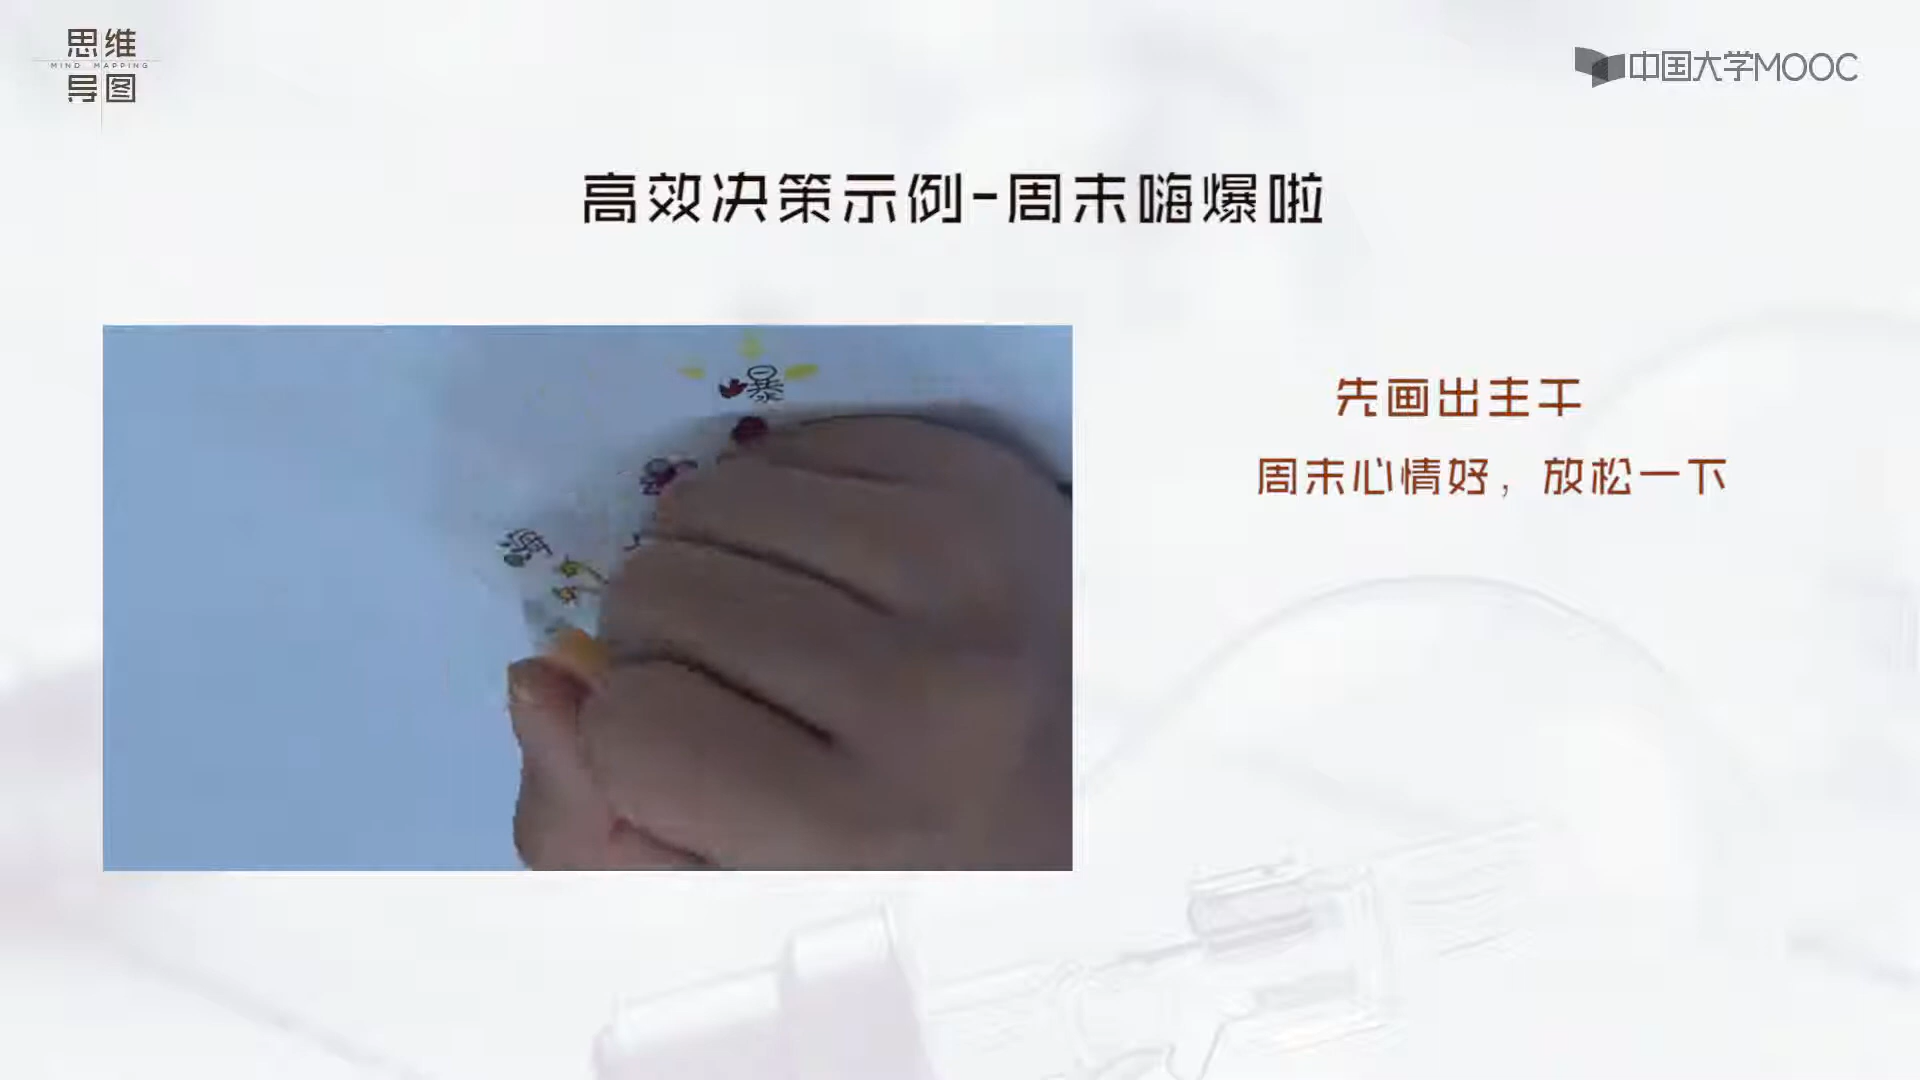 思维
MIND MAPPING
导图
中国大学MOOC
高效决策示例-周末嗨爆啦
先画出主干
周末心情好，放松一下
嗨
爆